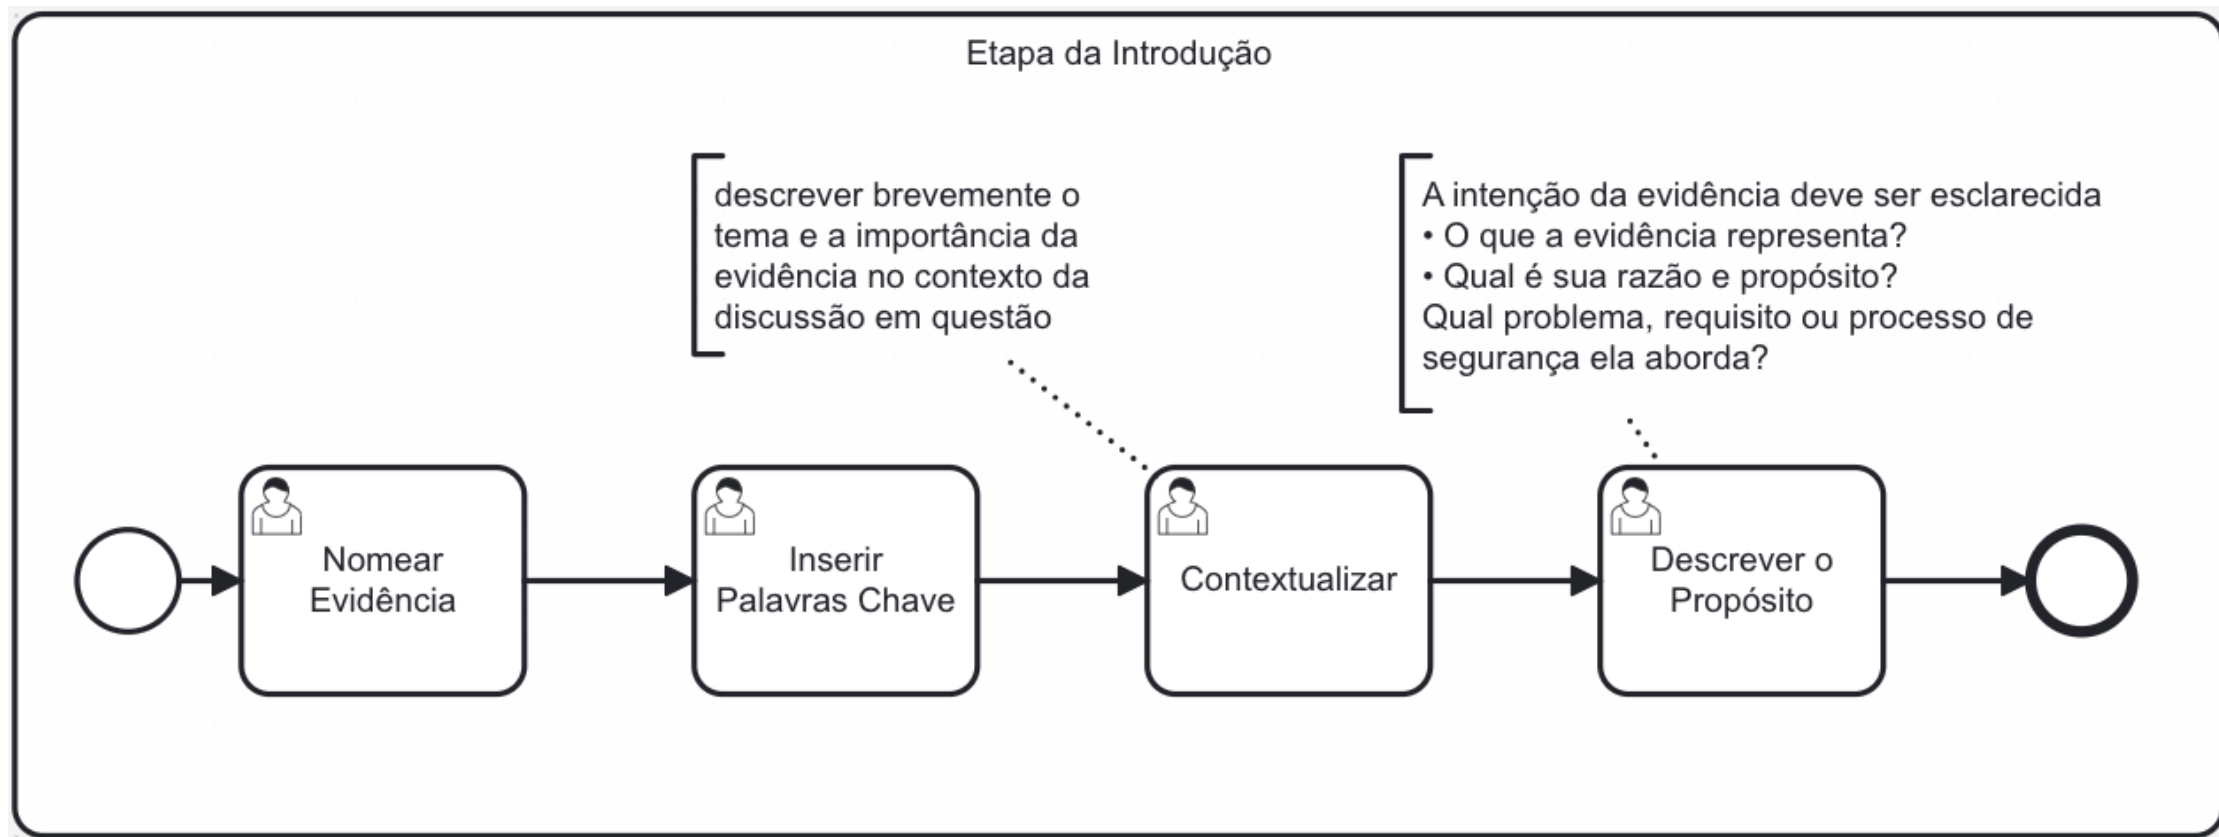 Etapa da Introdução
descrever brevemente o
tema e a importância da
evidência no contexto da
discussão em questão
A intenção da evidência deve ser esclarecida
• O que a evidência representa?
• Qual é sua razão e propósito?
Qual problema, requisito ou processo de
segurança ela aborda?
Nomear
Evidência
Inserir
Palavras Chave
Contextualizar
Descrever o
Propósito